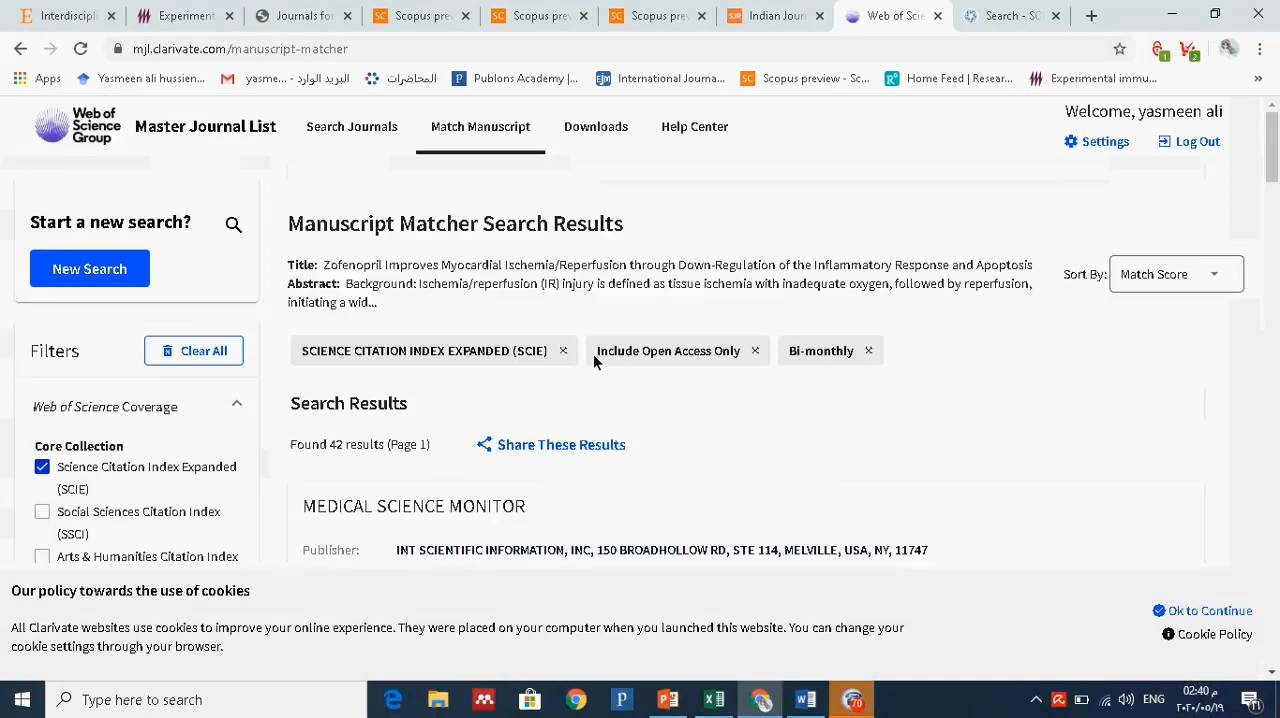 Interdiscipli
Experiment
Journals for
Scopus prev
Scopus prev
Scopus prev
Indian Jour
Web of Scie
Search - SC
mjl.clarivate.com/manuscript-matcher
Apps
Yasmeen ali hussien...
البريد الوارد - yasme...
المحاضرات
Publons Academy |...
International Journa...
Scopus preview - Sc...
Home Feed | Resear...
Experimental immu...
Web of
Science
Group
Master Journal List
Search Journals
Match Manuscript
Downloads
Help Center
Welcome, yasmeen ali
Settings
Log Out
Start a new search?
New Search
Manuscript Matcher Search Results
Title: Zofenopril Improves Myocardial Ischemia/Reperfusion through Down-Regulation of the Inflammatory Response and Apoptosis
Abstract: Background: Ischemia/reperfusion (IR) injury is defined as tissue ischemia with inadequate oxygen, followed by reperfusion,
initiating a wid...
Sort By:
Match Score
Filters
Clear All
SCIENCE CITATION INDEX EXPANDED (SCIE)
Include Open Access Only
Bi-monthly
Web of Science Coverage
Search Results
Core Collection
Found 42 results (Page 1)
Share These Results
Science Citation Index Expanded
(SCIE)
Social Sciences Citation Index
(SSCI)
Arts & Humanities Citation Index
MEDICAL SCIENCE MONITOR
Publisher:
INT SCIENTIFIC INFORMATION, INC, 150 BROADHOLLOW RD, STE 114, MELVILLE, USA, NY, 11747
Our policy towards the use of cookies
All Clarivate websites use cookies to improve your online experience. They were placed on your computer when you launched this website. You can change your
cookie settings through your browser.
Ok to Continue
Cookie Policy
Type here to search
ENG
02:40 م
٢٠٢٠/٠٥/١٩